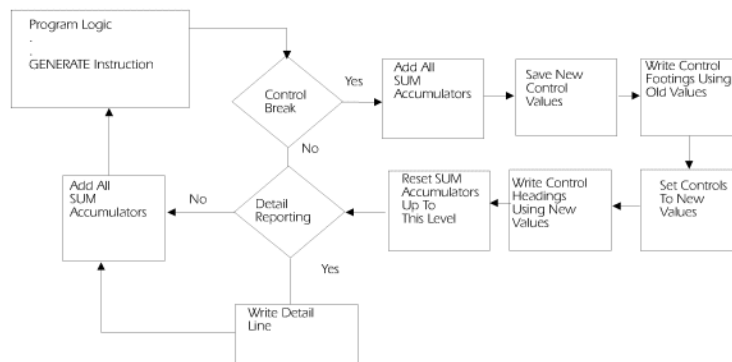 Program Logic
.
.
GENERATE Instruction
Control
Break
Yes
No
Add All
SUM
Accumulators
Save New
Control
Values
Write Control
Footings Using
Old Values
Set Controls
To New
Values
Write Control
Headings
Using New
Values
Reset SUM
Accumulators
Up To
This Level
Detail
Reporting
No
Yes
Add All
SUM
Accumulators
Write Detail
Line